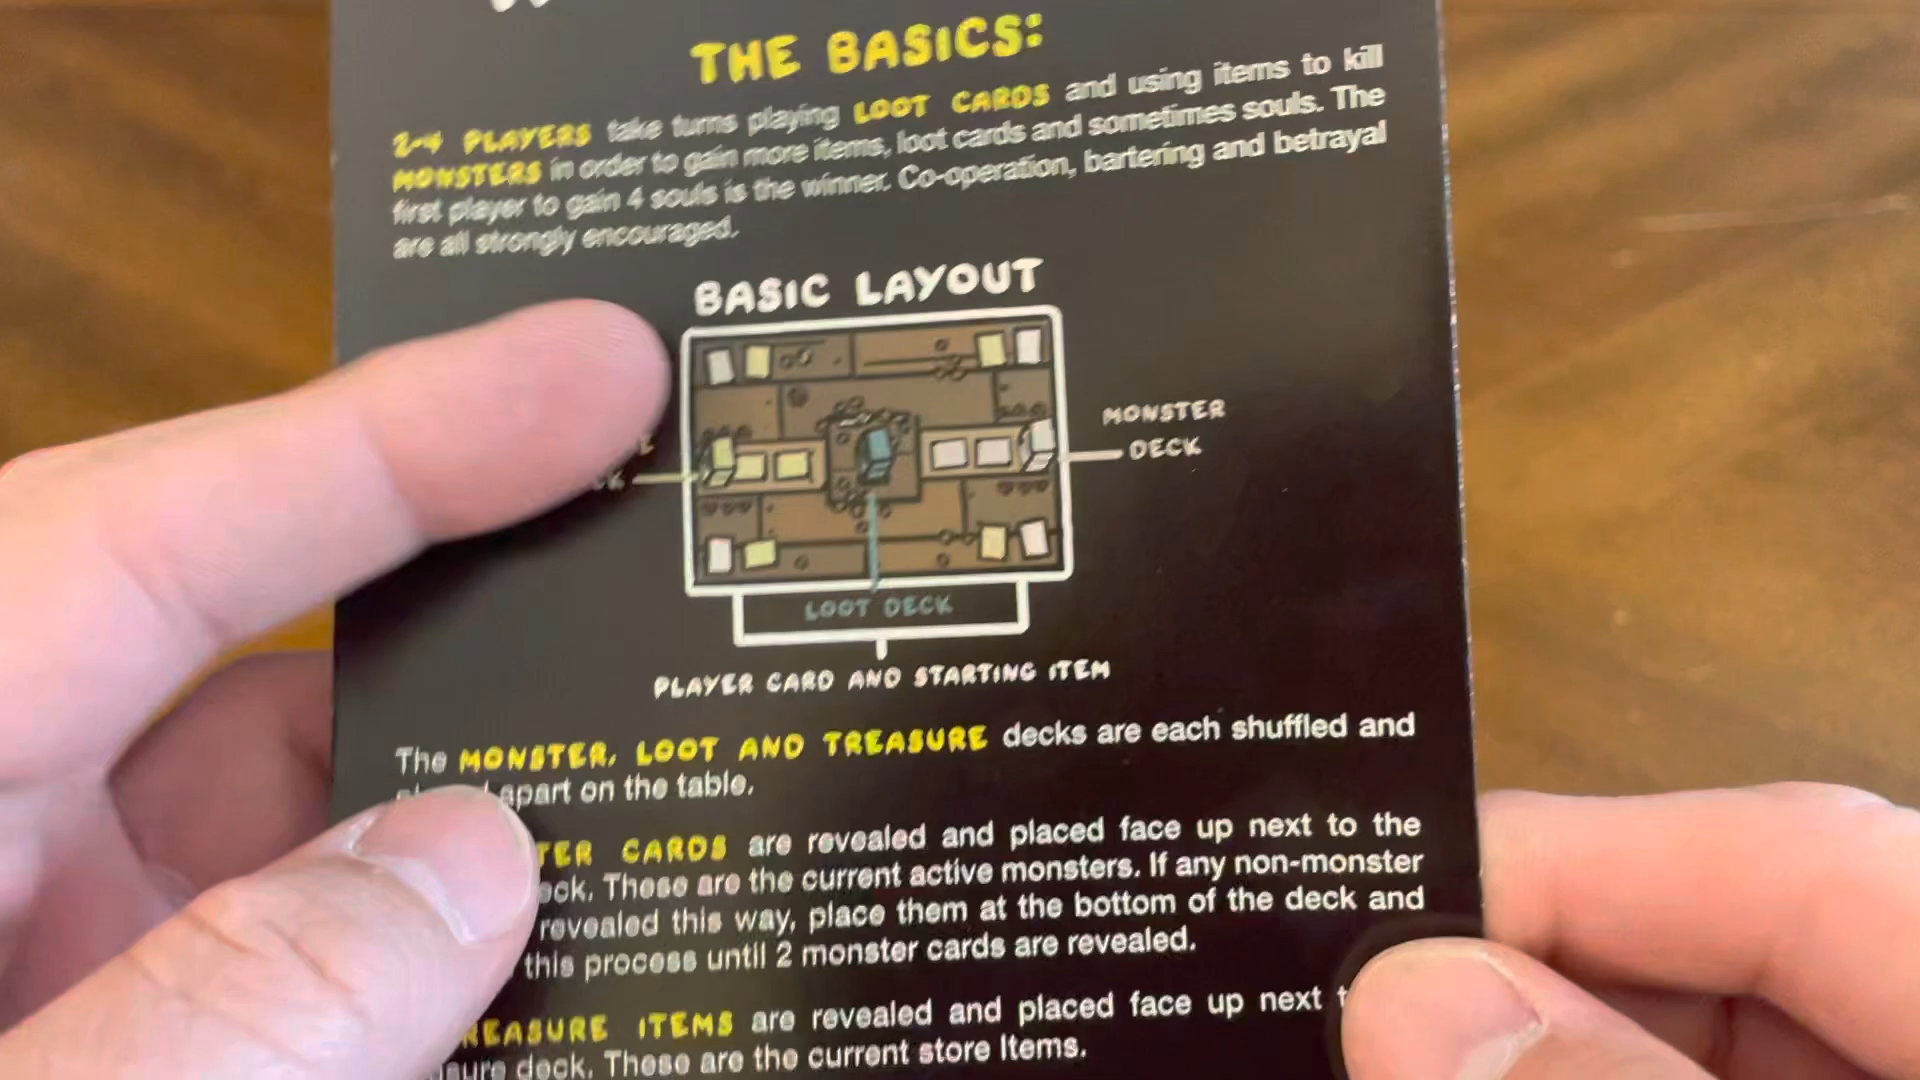 THE BASICS:
2-4 PLAYERS take turns playing LOOT CARDS and using items to kill
MONSTERS in order to gain more items, loot cards and sometimes souls. The
first player to gain 4 souls is the winner. Co-operation, bartering and betrayal
are all strongly encouraged.
BASIC LAYOUT
MONSTER
DECK
LOOT DECK
PLAYER CARD AND STARTING ITEM
The MONSTER, LOOT AND TREASURE decks are each shuffled and
apart on the table.
CARDS are revealed and placed face up next to the
These are the current active monsters. If any non-monster
revealed this way, place them at the bottom of the deck and
this process until 2 monster cards are revealed.
ITEMS are revealed and placed face up next
deck. These are the current store Items.